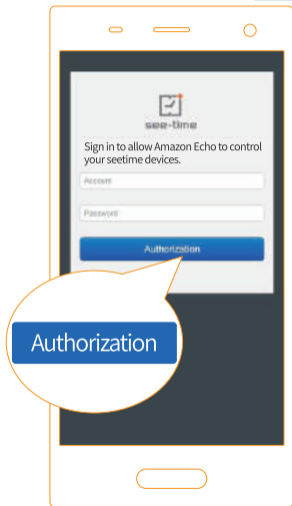 see-time
Sign in to allow Amazon Echo to control
your seetime devices.
Account
Password
Authorization
Authorization